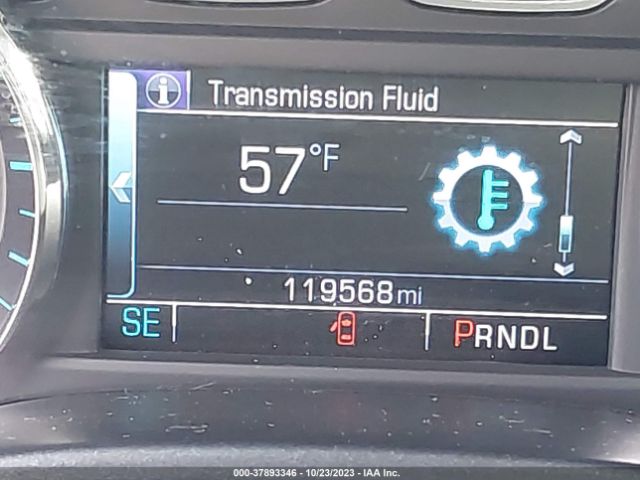 i Transmission Fluid
57°F
119568 mi
SE PRNDL
000-37893346 - 10/23/2023 - IAA Inc.